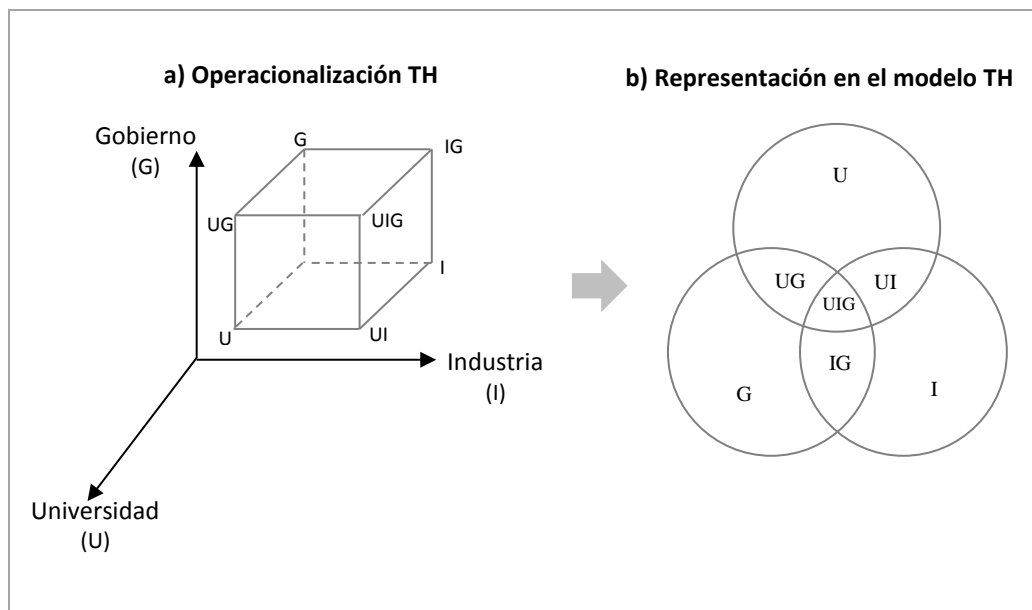 a) Operacionalización TH
Gobierno
(G)
G
IG
UG
UIG
I
U
UI
Industria
(I)
Universidad
(U)
b) Representación en el modelo TH
U
UG
UI
UIG
IG
G
I